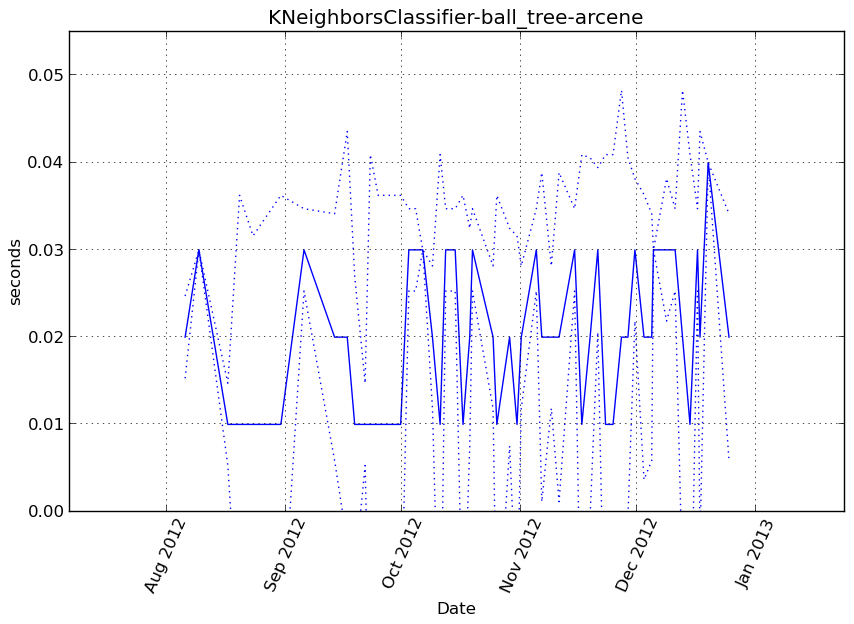 KNeighborsClassifier-ball_tree-arcene
0.05
0.04
0.03
0.02
0.01
0.00
seconds
Aug 2012
Sep 2012
Oct 2012
Nov 2012
Dec 2012
Jan 2013
Date